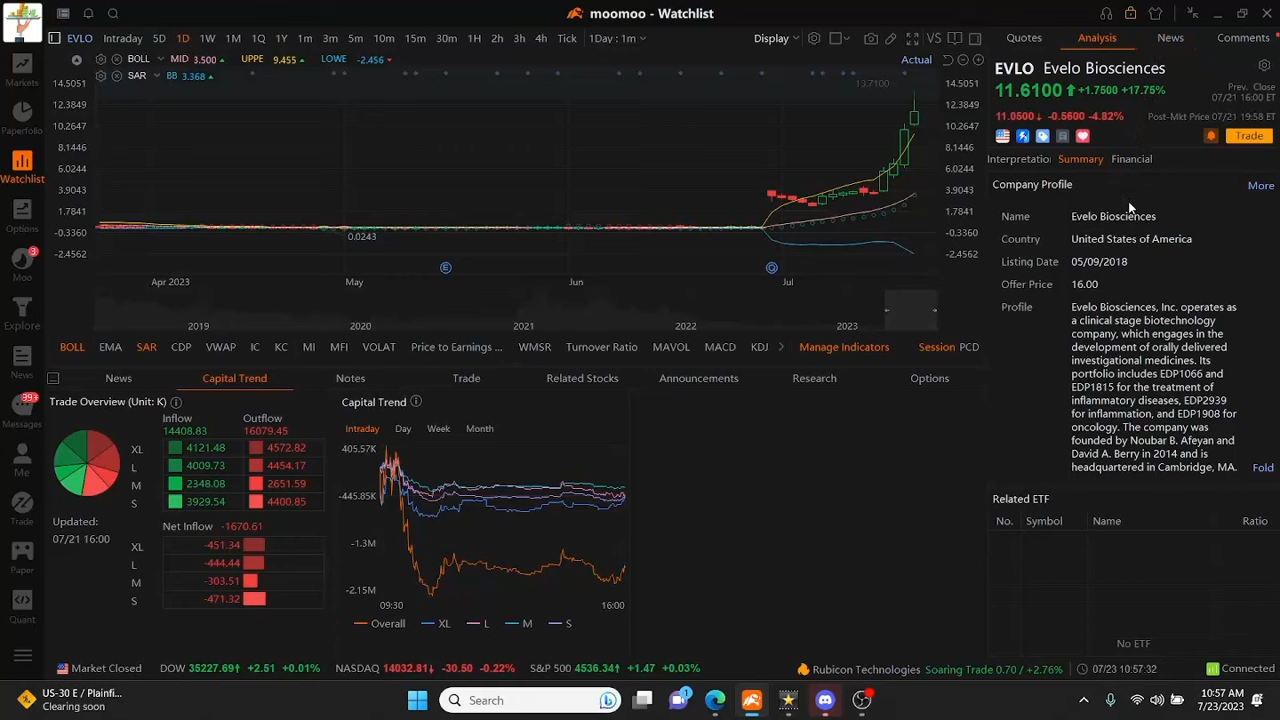 moomoo - Watchlist
EVLO Intraday 5D 1D 1W 1M 1Q 1Y 1m 3m 5m 10m 15m 30m 1H 2H 3h 4h Tick 1Day: 1m
Display VS
BOLL MID 3.500 UPPE 9.455 LOWE -2.456
Actual
SAR BB 3.368
14.5051
12.3849
10.2647
8.1446
6.0244
3.9043
1.7841
-0.3360
-2.4562
13.7100
0.0243
E
Apr 2023 May Jun Jul
2019 2020 2021 2022 2023
BOLL EMA SAR CDP VWAP IC KC MI MFI VOLAT Price to Earnings ... WMSR Turnover Ratio MAVOL MACD KDJ Manage Indicators Session PCD
News Capital Trend Notes Trade Related Stocks Announcements Research Options
Trade Overview (Unit: K)
Inflow Outflow
14408.83 16079.45
XL 4121.48 4572.82
L 4009.73 4454.17
M 2348.08 2651.59
S 3929.54 4400.85
Updated:
07/21 16:00
Net Inflow -1670.61
XL -451.34
L -444.44
M -303.51
S -471.32
Capital Trend
Intraday Day Week Month
405.57K
-445.85K
-1.3M
-2.15M
09:30 16:00
Overall XL L M S
Quotes Analysis News Comments
EVLO Evelo Biosciences
11.6100 +1.7500 +17.75%
Prev. Close
07/21 16:00 ET
11.0500 -0.5600 -4.82%
Post-Mkt Price 07/21 19:58 ET
Trade
Interpretatio Summary Financial
Company Profile More
Name Evelo Biosciences
Country United States of America
Listing Date 05/09/2018
Offer Price 16.00
Profile Evelo Biosciences, Inc. operates as
a clinical stage biotechnology
company, which engages in the
development of orally delivered
investigational medicines. Its
portfolio includes EDP1066 and
EDP1815 for the treatment of
inflammatory diseases, EDP2939
for inflammation, and EDP1908 for
oncology. The company was
founded by Noubar B. Afeyan and
David A. Berry in 2014 and is
headquartered in Cambridge, MA. Fold
Related ETF
No. Symbol Name Ratio
No ETF
Markets
Paperfolio
Watchlist
Options
3
Moo
Explore
News
99+
Messages
Me
Trade
Paper
Quant
Market Closed DOW 35227.69 +2.51 +0.01% NASDAQ 14032.81 -30.50 -0.22% S&P 500 4536.34 +1.47 +0.03%
Rubicon Technologies Soaring Trade 0.70 / +2.76% 07/23 10:57:32 Connected
US-30 E / Plainfi...
Clearing soon
Search
1
10:57 AM
7/23/2023